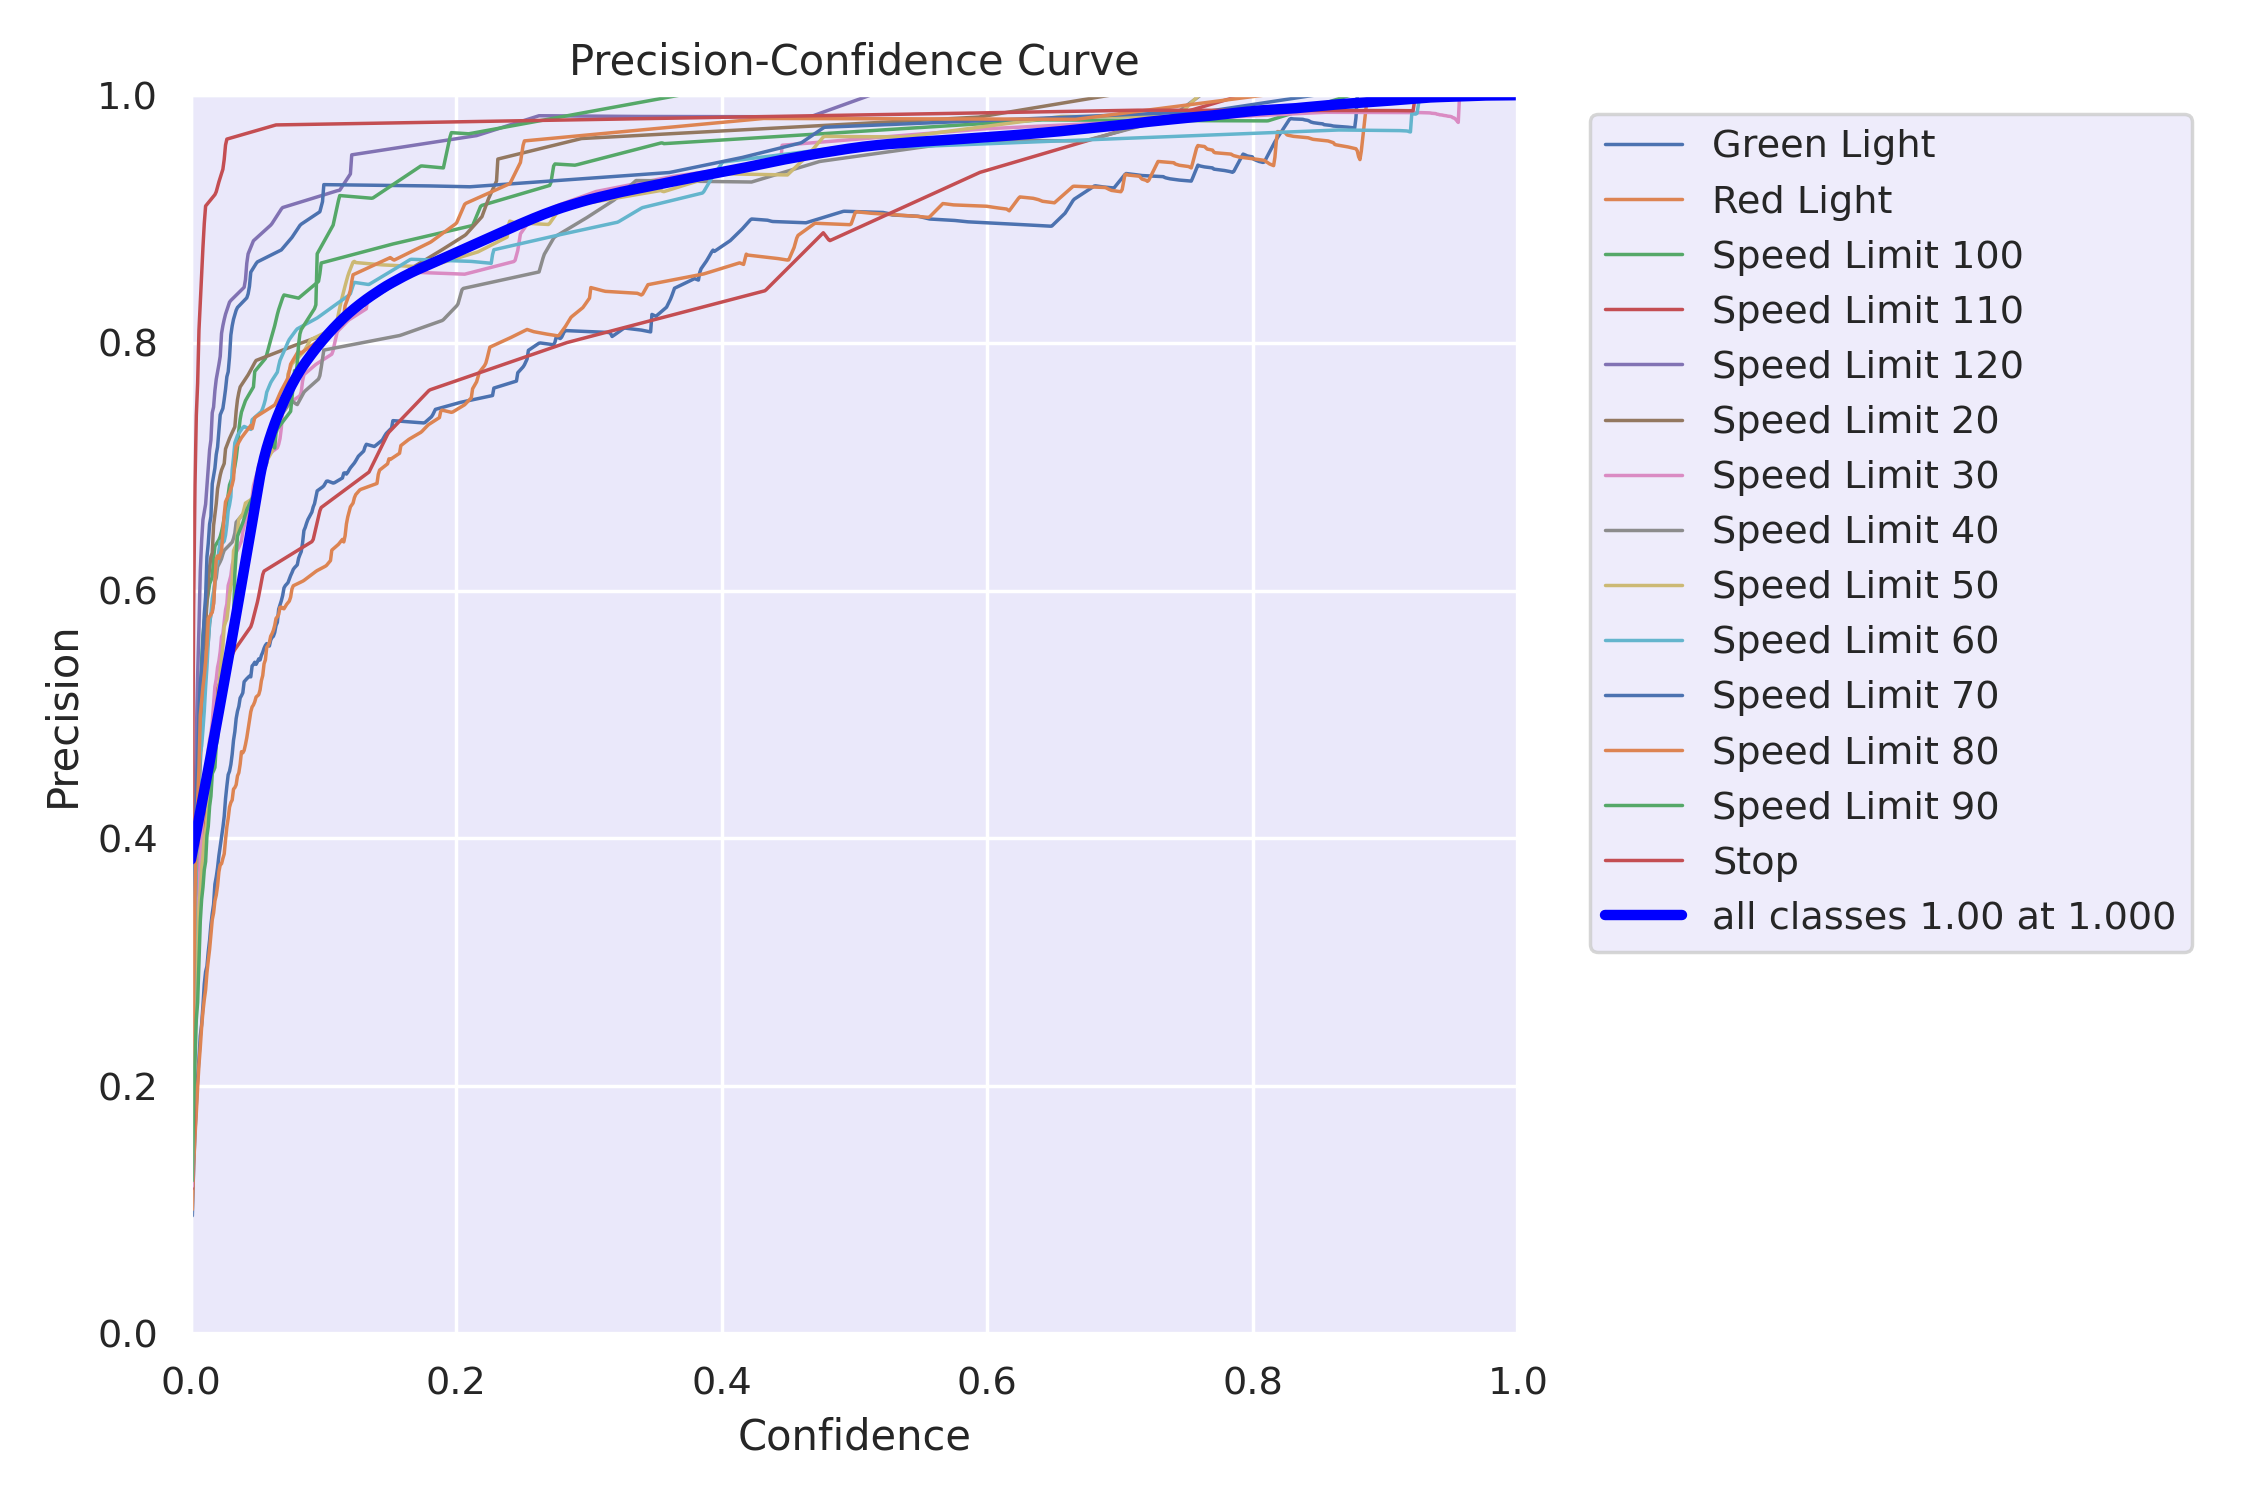 Precision-Confidence Curve
1.0
0.8
0.6
0.4
0.2
0.0
Precision
0.0 0.2 0.4 0.6 0.8 1.0
Confidence
Green Light
Red Light
Speed Limit 100
Speed Limit 110
Speed Limit 120
Speed Limit 20
Speed Limit 30
Speed Limit 40
Speed Limit 50
Speed Limit 60
Speed Limit 70
Speed Limit 80
Speed Limit 90
Stop
all classes 1.00 at 1.000